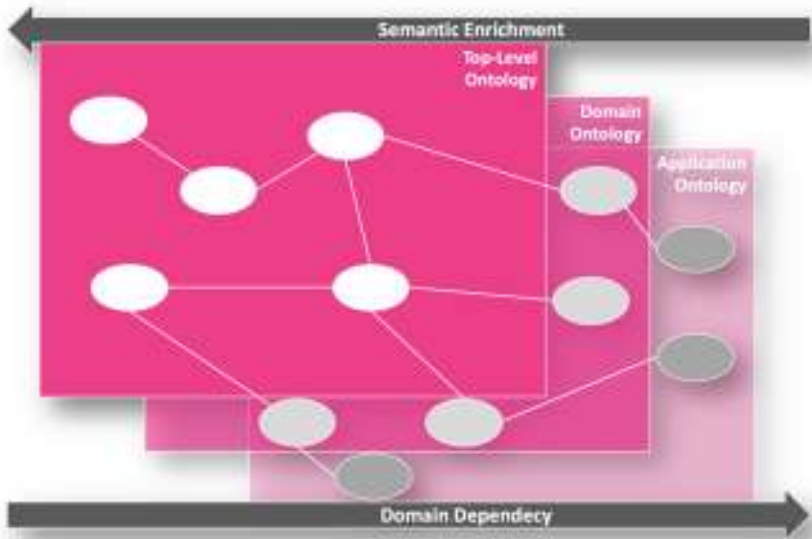 Semantic Enrichment
Top-Level
Ontology
Domain
Ontology
Application
Ontology
Domain Dependecy